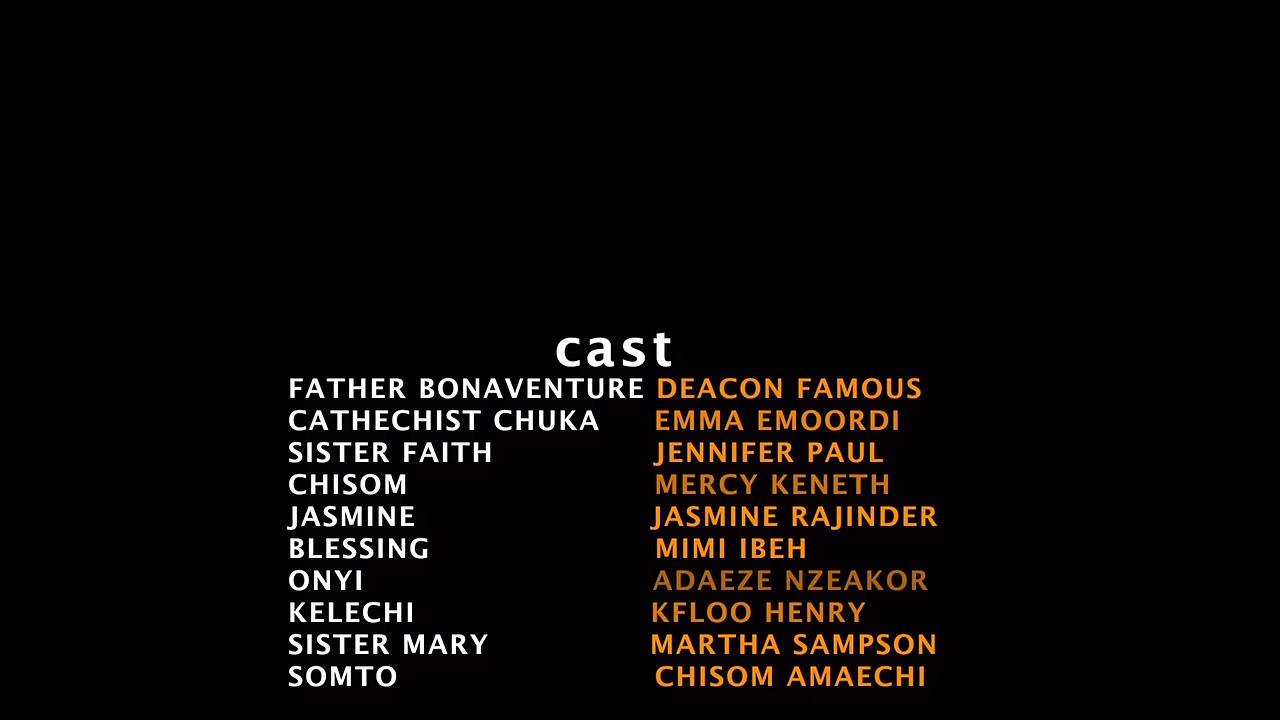 cast
FATHER BONAVENTURE DEACON FAMOUS
CATHECHIST CHUKA EMMA EMOORDI
SISTER FAITH JENNIFER PAUL
CHISOM MERCY KENETH
JASMINE JASMINE RAJINDER
BLESSING MIMI IBEH
ONYI ADAEZE NZEAKOR
KELECHI KFLOO HENRY
SISTER MARY MARTHA SAMPSON
SOMTO CHISOM AMAECHI